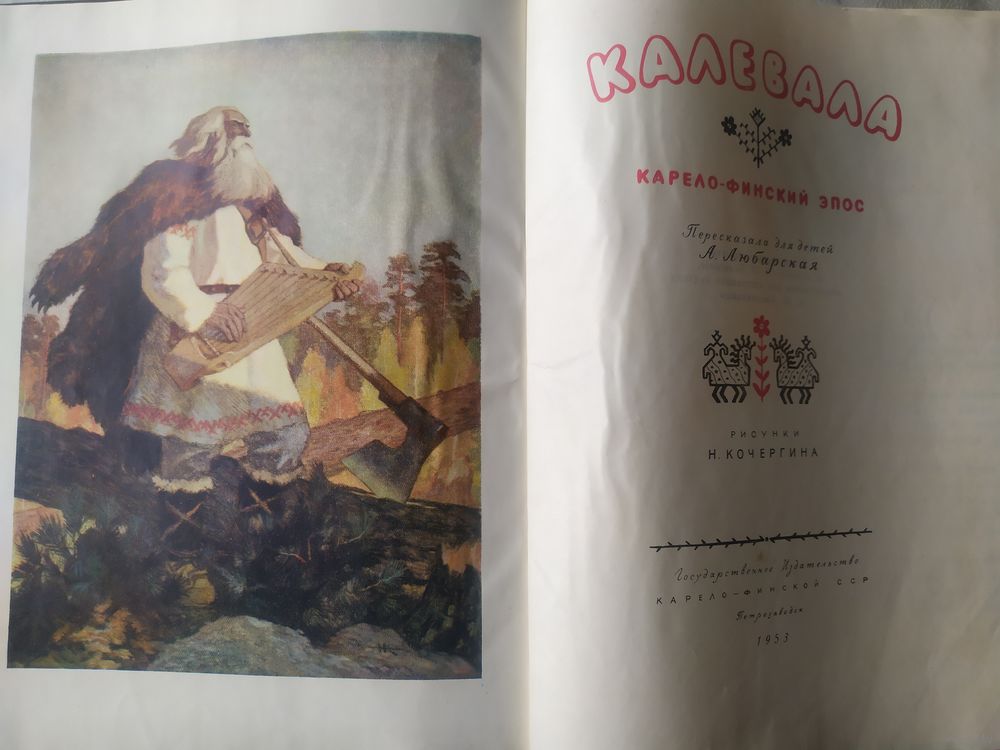 КАЛЕВАЛА
КАРЕЛО-ФИНСКИЙ ЭПОС
Пересказала для детей
А. Любарская
РИСУНКИ
Н. КОЧЕРГИНА
Государственное Издательство
КАРЕЛО-ФИНСКОЙ ССР
Петрозаводск
1953